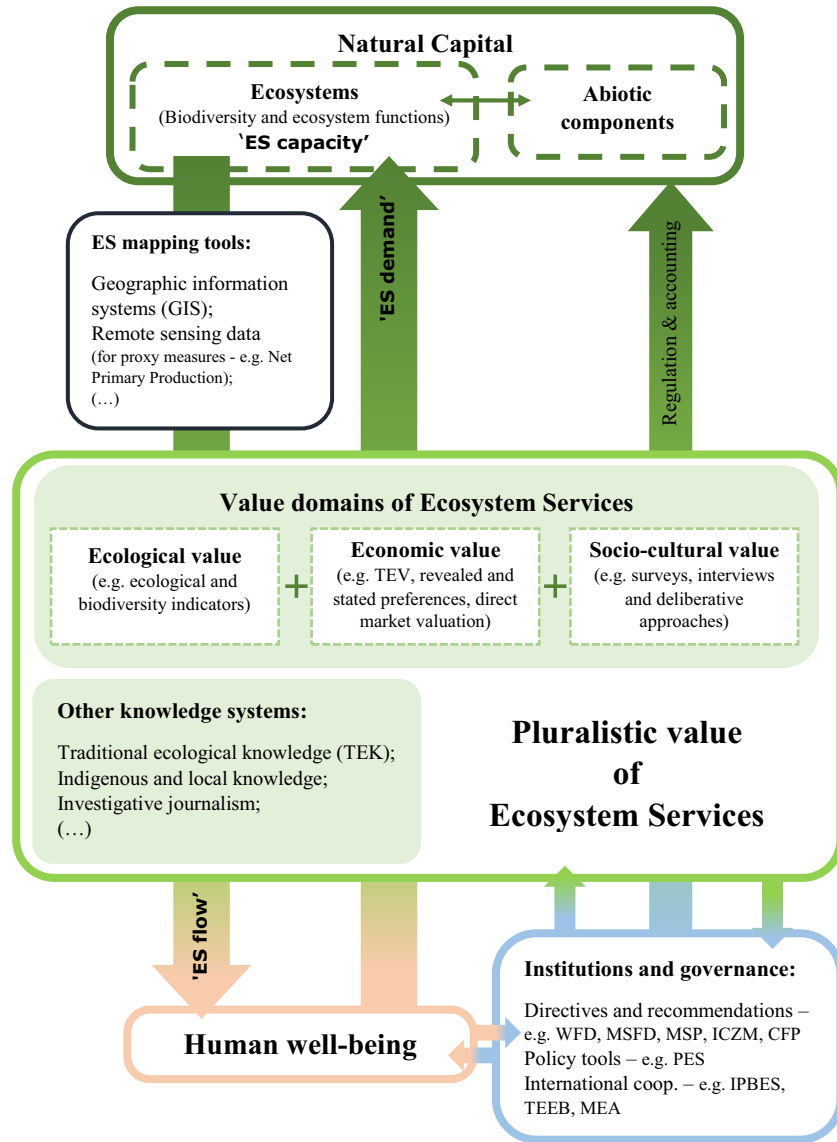 Natural Capital
Ecosystems
(Biodiversity and ecosystem functions)
‘ES capacity’
Abiotic
components
ES mapping tools:
Geographic information
systems (GIS);
Remote sensing data
(for proxy measures - e.g. Net
Primary Production);
(…)
'ES demand’
Regulation & accounting
Value domains of Ecosystem Services
Ecological value
(e.g. ecological and
biodiversity indicators)
+
Economic value
(e.g. TEV, revealed and
stated preferences, direct
market valuation)
+
Socio-cultural value
(e.g. surveys, interviews
and deliberative
approaches)
Other knowledge systems:
Traditional ecological knowledge (TEK);
Indigenous and local knowledge;
Investigative journalism;
(…)
Pluralistic value
of
Ecosystem Services
'ES flow’
Human well-being
Institutions and governance:
Directives and recommendations –
e.g. WFD, MSFD, MSP, ICZM, CFP
Policy tools – e.g. PES
International coop. – e.g. IPBES,
TEEB, MEA